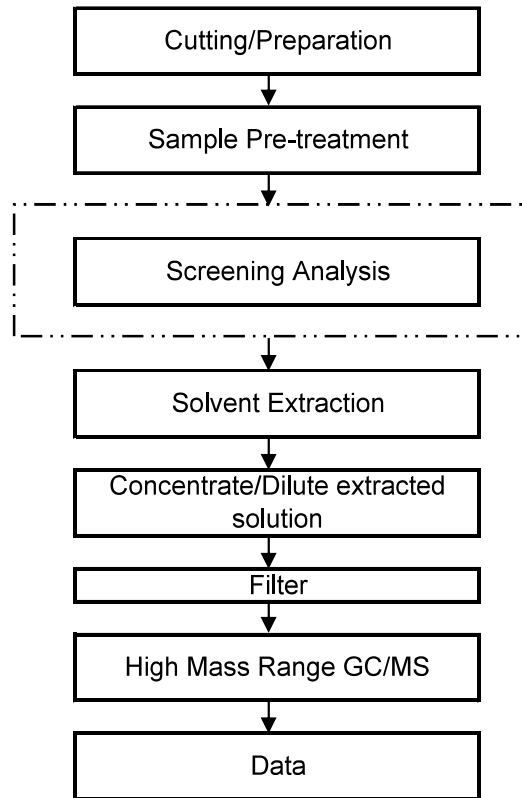 Cutting/Preparation
Sample Pre-treatment
Screening Analysis
Solvent Extraction
Concentrate/Dilute extracted
solution
Filter
High Mass Range GC/MS
Data